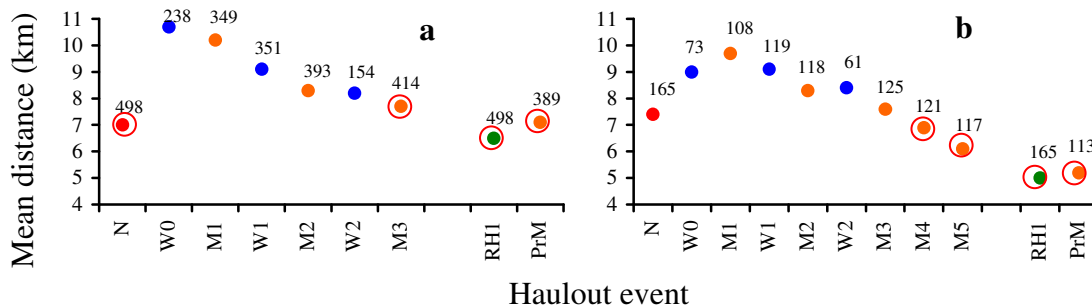 Mean distance (km)
11
10
9
8
7
6
5
4
498
238
349
351
393
154
414
498
389
a
N
W0
M1
W1
M2
W2
M3
RH1
PrM
11
10
9
8
7
6
5
4
165
73
108
119
118
61
125
121
117
165
113
b
N
W0
M1
W1
M2
W2
M3
M4
M5
RH1
PrM
Haulout event